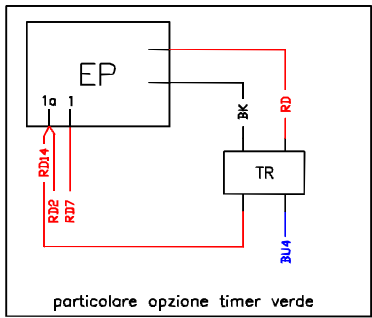 EP
1a 1
BK
RD
RD14
TR
RD2
RD7
BU4
particolare opzione timer verde